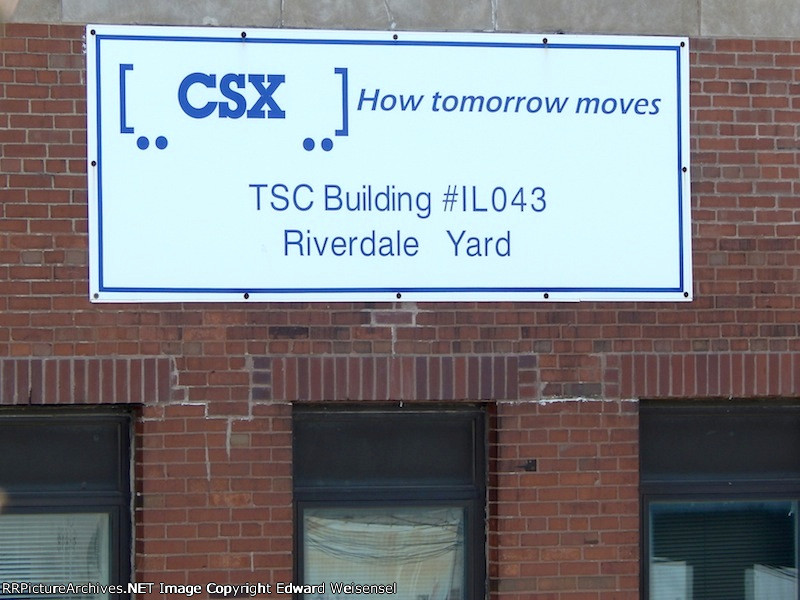 [ CSX ] How tomorrow moves
TSC Building #IL043
Riverdale Yard
RRPictureArchives.NET Image Copyright Edward Weisensel